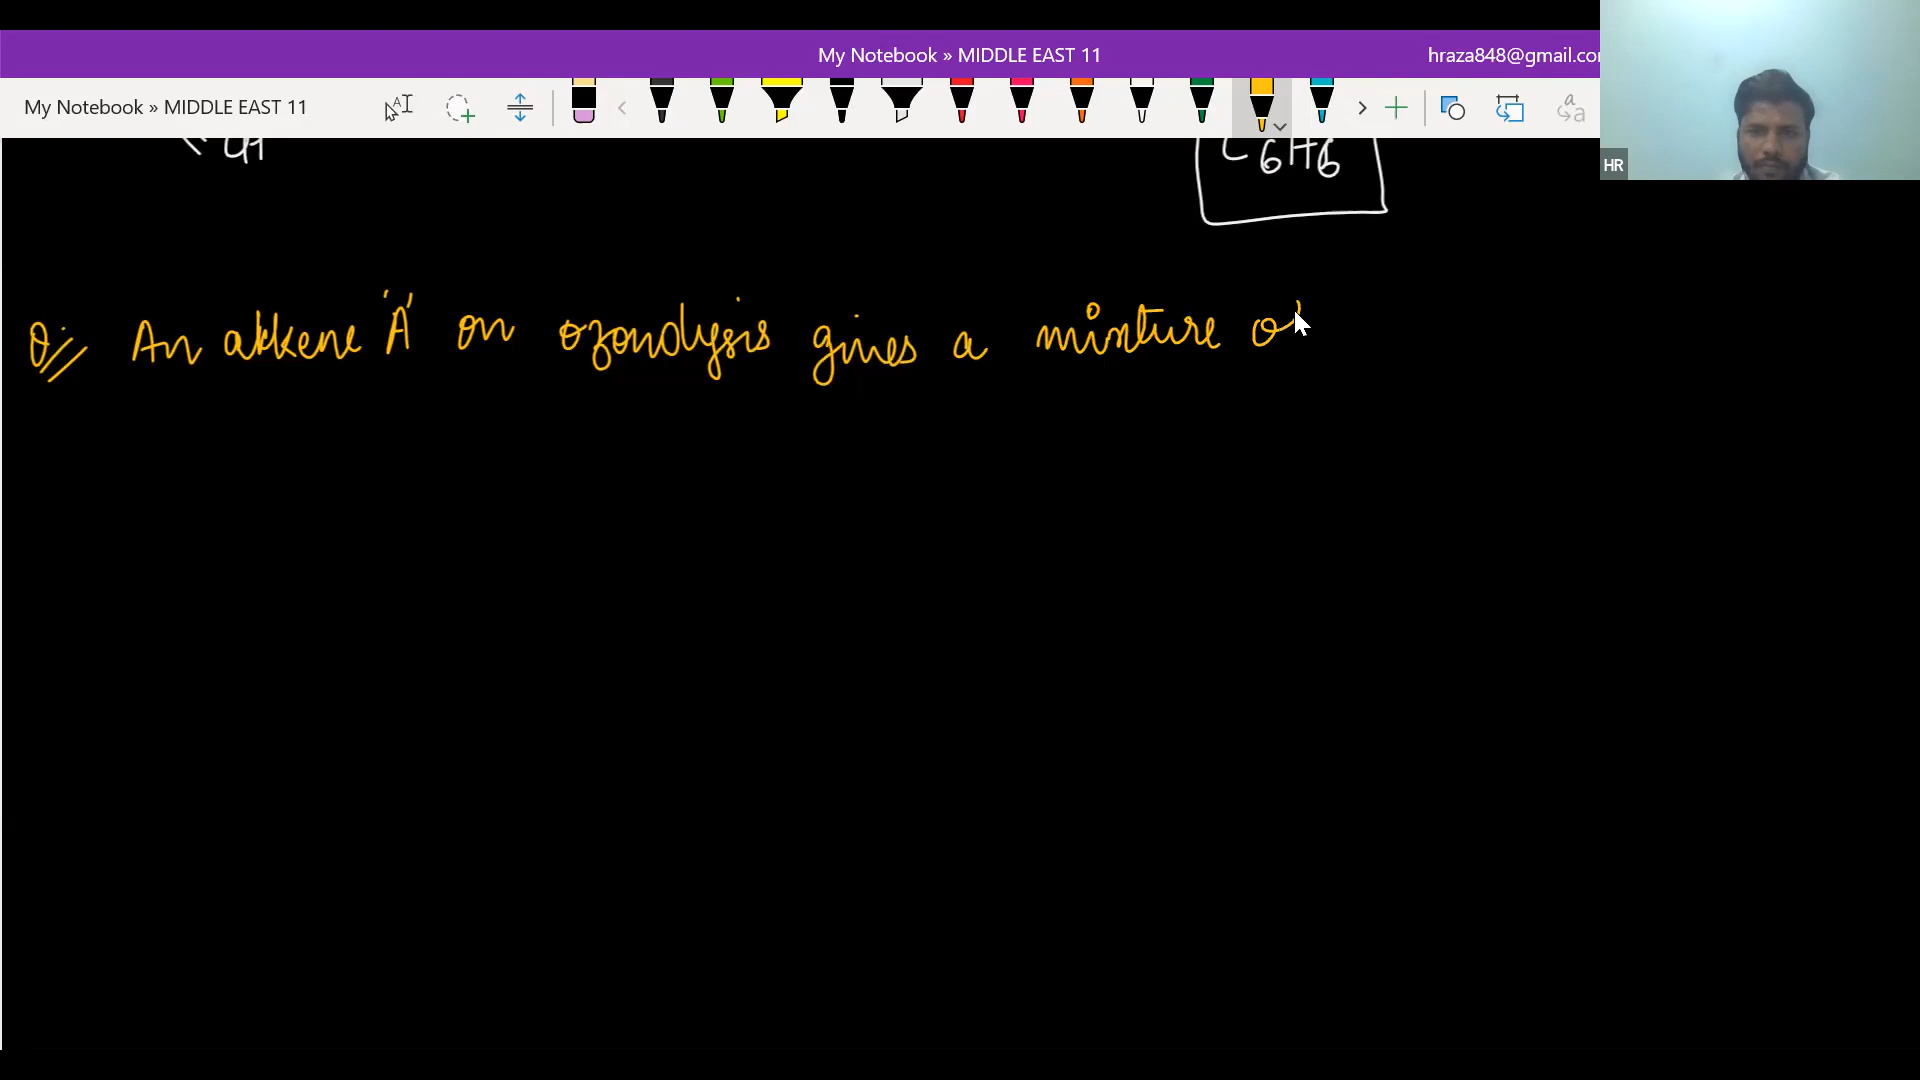 My Notebook » MIDDLE EAST 11
hraza848@gmail.co
My Notebook » MIDDLE EAST 11
HR
C6H6
Q:// An alkene 'A' on ozonolysis gives a mixture o